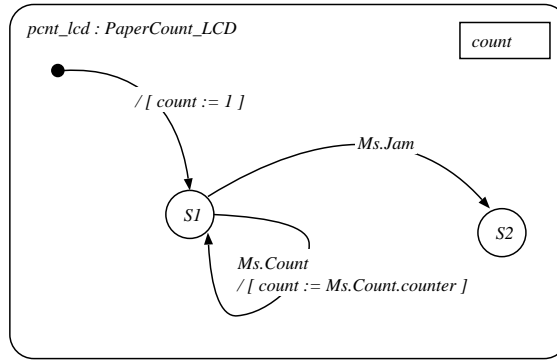 pcnt_lcd : PaperCount_LCD
count
/ [ count := 1 ]
Ms.Jam
S1
S2
Ms.Count
/ [ count := Ms.Count.counter ]